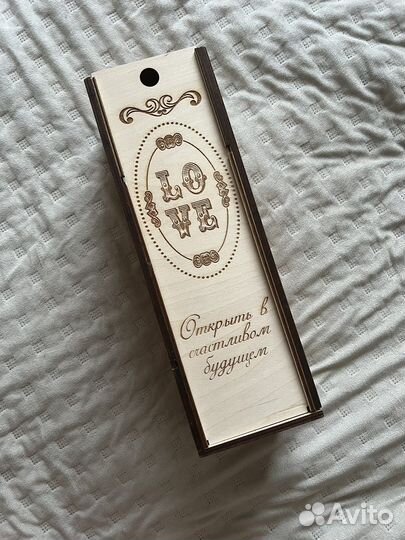 LO
VE
Открыть в
счастливом
будущем
Avito